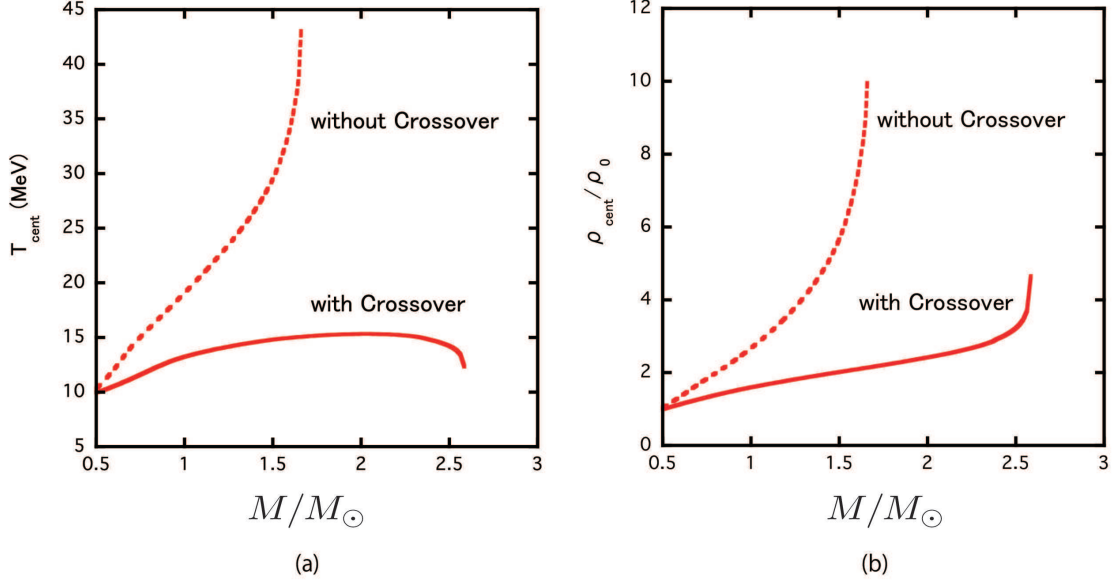 45
40
35
30
25
20
15
10
5
T_cent (MeV)
without Crossover
with Crossover
0.5 1 1.5 2 2.5 3
M/M_⊙
(a)
12
10
8
6
4
2
0
ρ_cent/ρ_0
without Crossover
with Crossover
0.5 1 1.5 2 2.5 3
M/M_⊙
(b)